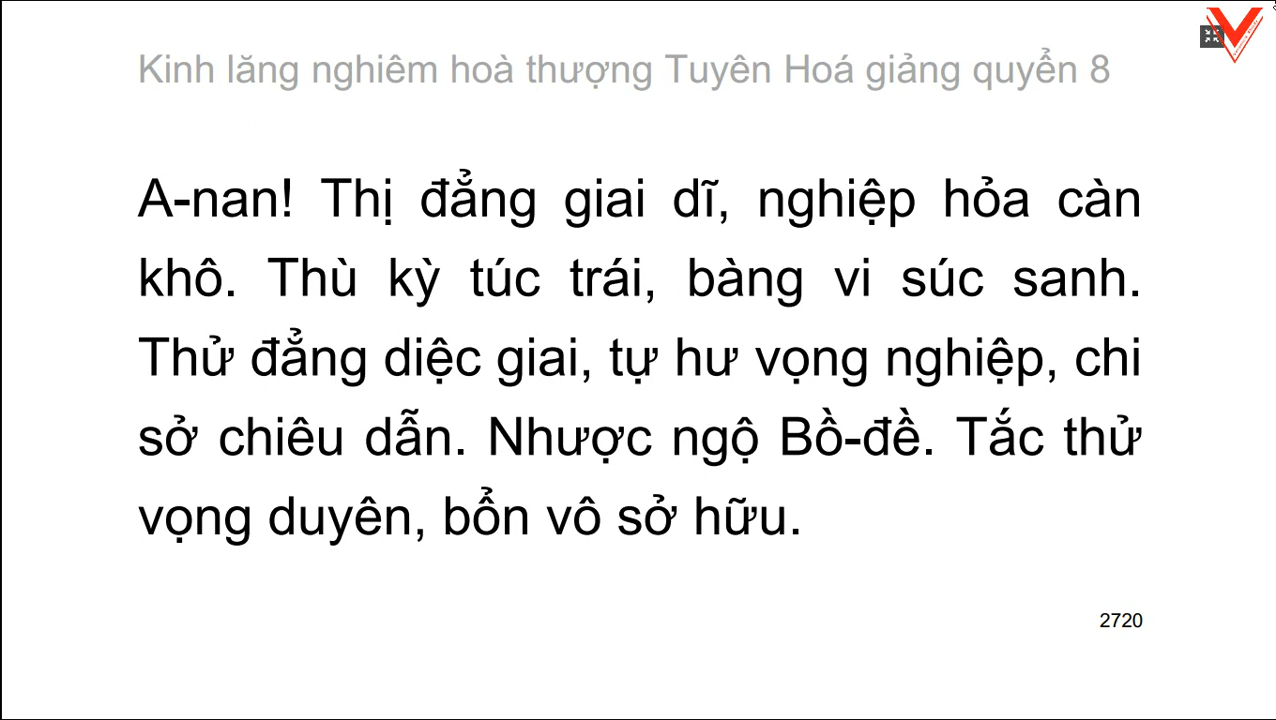 Kinh lăng nghiêm hoà thượng Tuyên Hoá giảng quyển 8
A-nan! Thị đẳng giai dĩ, nghiệp hỏa càn
khô. Thù kỳ túc trái, bàng vi súc sanh.
Thử đẳng diệc giai, tự hư vọng nghiệp, chi
sở chiêu dẫn. Nhược ngộ Bồ-đề. Tắc thử
vọng duyên, bổn vô sở hữu.
2720